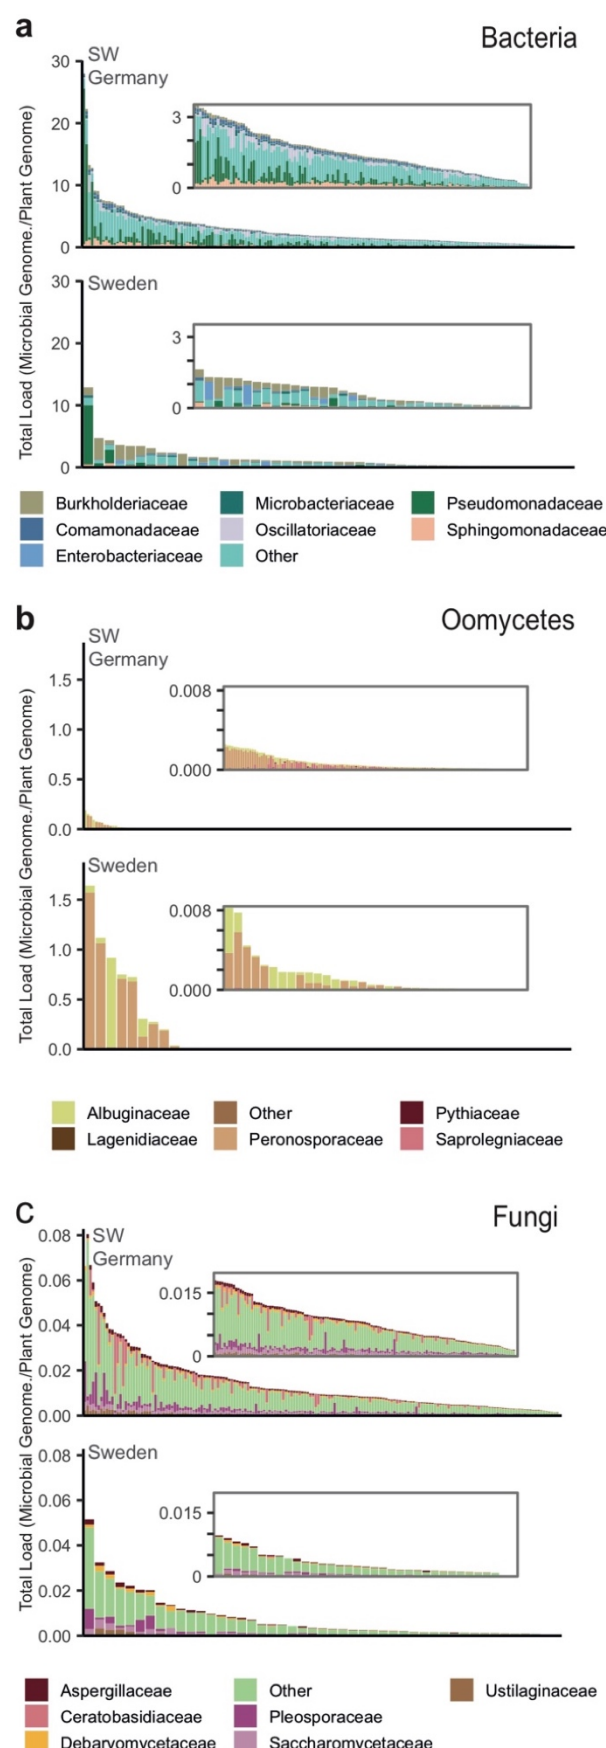 a
Bacteria
Total Load (Microbial Genome./Plant Genome)
SW
Germany
30
20
10
0
3
0
Sweden
30
20
10
0
3
0
Burkholderiaceae
Microbacteriaceae
Pseudomonadaceae
Comamonadaceae
Oscillatoriaceae
Sphingomonadaceae
Enterobacteriaceae
Other
b
Oomycetes
Total Load (Microbial Genome./Plant Genome)
SW
Germany
1.5
1.0
0.5
0.0
0.008
0.000
Sweden
1.5
1.0
0.5
0.0
0.008
0.000
Albuginaceae
Other
Pythiaceae
Lagenidiaceae
Peronosporaceae
Saprolegniaceae
C
Fungi
Total Load (Microbial Genome./Plant Genome)
SW
Germany
0.08
0.06
0.04
0.02
0.00
0.015
0
Sweden
0.08
0.06
0.04
0.02
0.00
0.015
0
Aspergillaceae
Other
Ustilaginaceae
Ceratobasidiaceae
Pleosporaceae
Debaryomycetaceae
Saccharomycetaceae